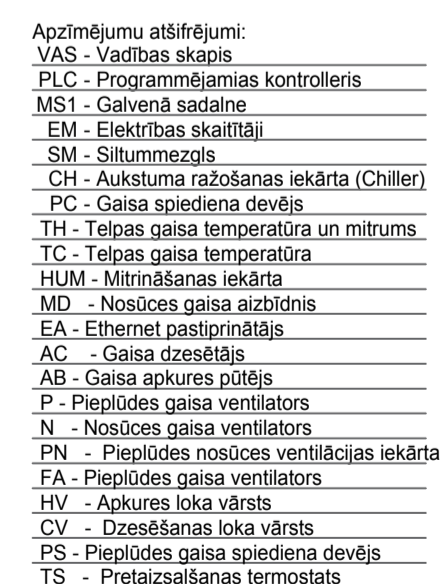 Apzīmējumu atšifrējumi:
VAS - Vadības skapis
PLC - Programmējamias kontrolleris
MS1 - Galvenā sadalne
EM - Elektrības skaitītāji
SM - Siltummezgls
CH - Aukstuma ražošanas iekārta (Chiller)
PC - Gaisa spiediena devējs
TH - Telpas gaisa temperatūra un mitrums
TC - Telpas gaisa temperatūra
HUM - Mitrināšanas iekārta
MD - Nosūces gaisa aizbīdnis
EA - Ethernet pastiprinātājs
AC - Gaisa dzesētājs
AB - Gaisa apkures pūtējs
P - Pieplūdes gaisa ventilators
N - Nosūces gaisa ventilators
PN - Pieplūdes nosūces ventilācijas iekārta
FA - Pieplūdes gaisa ventilators
HV - Apkures loka vārsts
CV - Dzesēšanas loka vārsts
PS - Pieplūdes gaisa spiediena devējs
TS - Pretaizsalšanas termostats